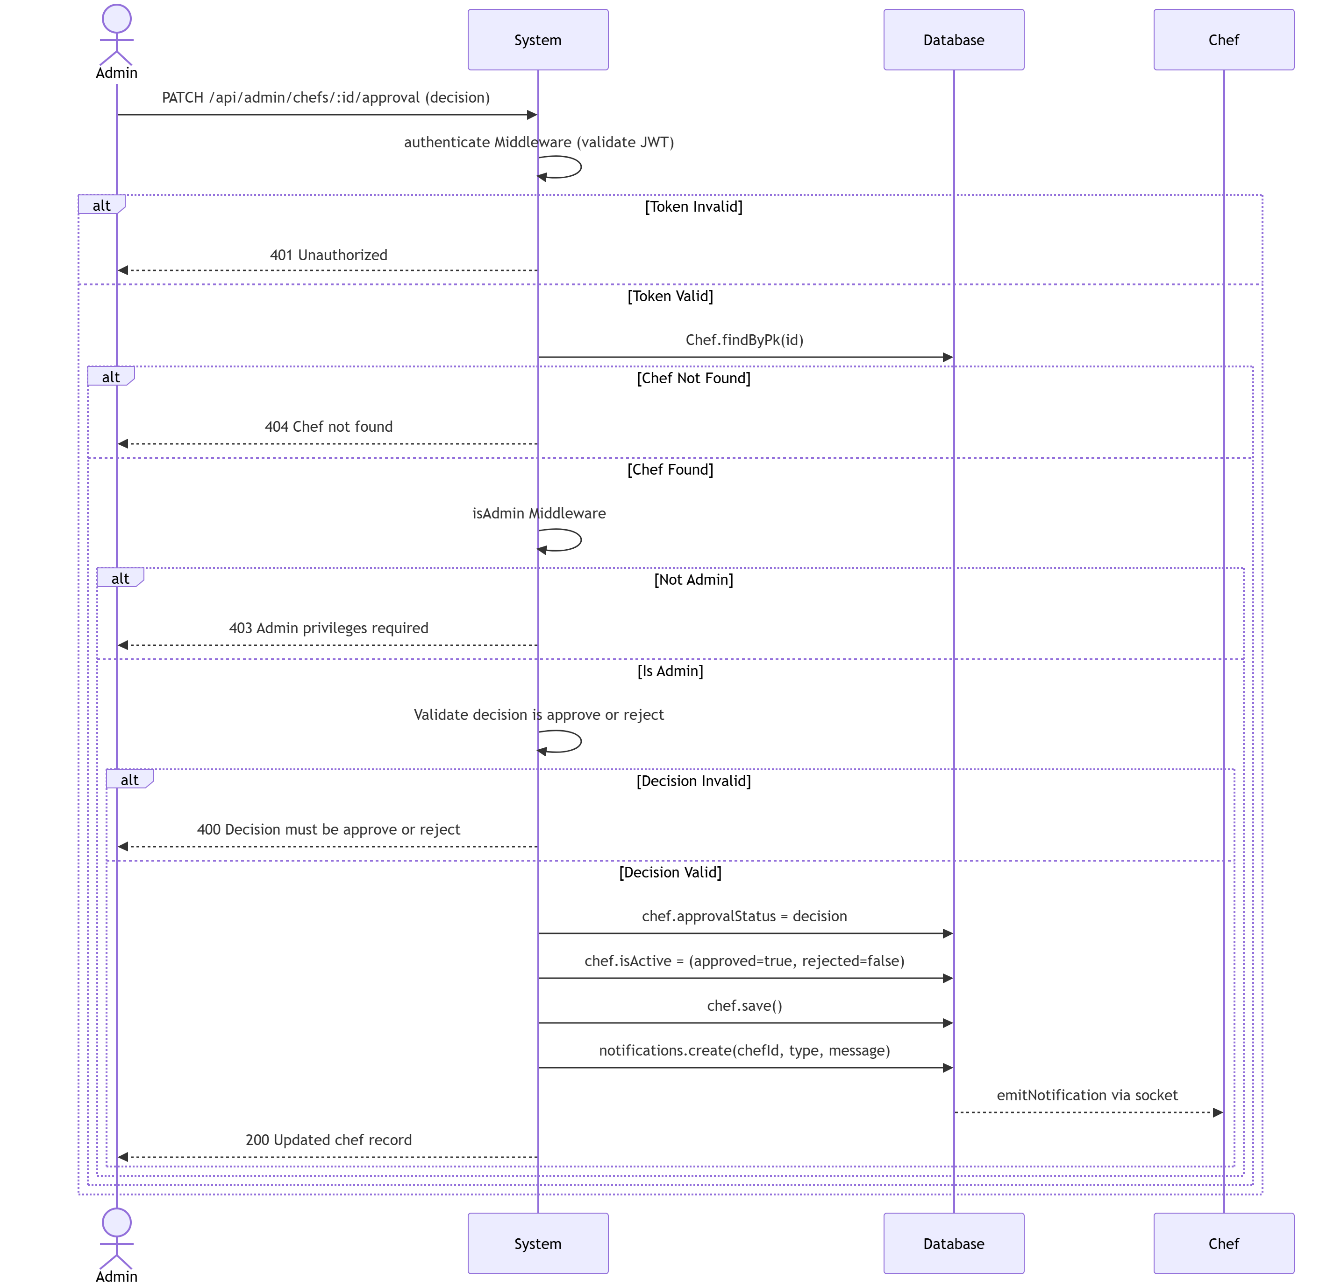 System
Database
Chef
Admin
PATCH /api/admin/chefs/:id/approval (decision)
authenticate Middleware (validate JWT)
alt
[Token Invalid]
401 Unauthorized
[Token Valid]
Chef.findByPk(id)
alt
[Chef Not Found]
404 Chef not found
[Chef Found]
isAdmin Middleware
alt
[Not Admin]
403 Admin privileges required
[Is Admin]
Validate decision is approve or reject
alt
[Decision Invalid]
400 Decision must be approve or reject
[Decision Valid]
chef.approvalStatus = decision
chef.isActive = (approved=true, rejected=false)
chef.save()
notifications.create(chefId, type, message)
emitNotification via socket
200 Updated chef record
System
Database
Chef
Admin